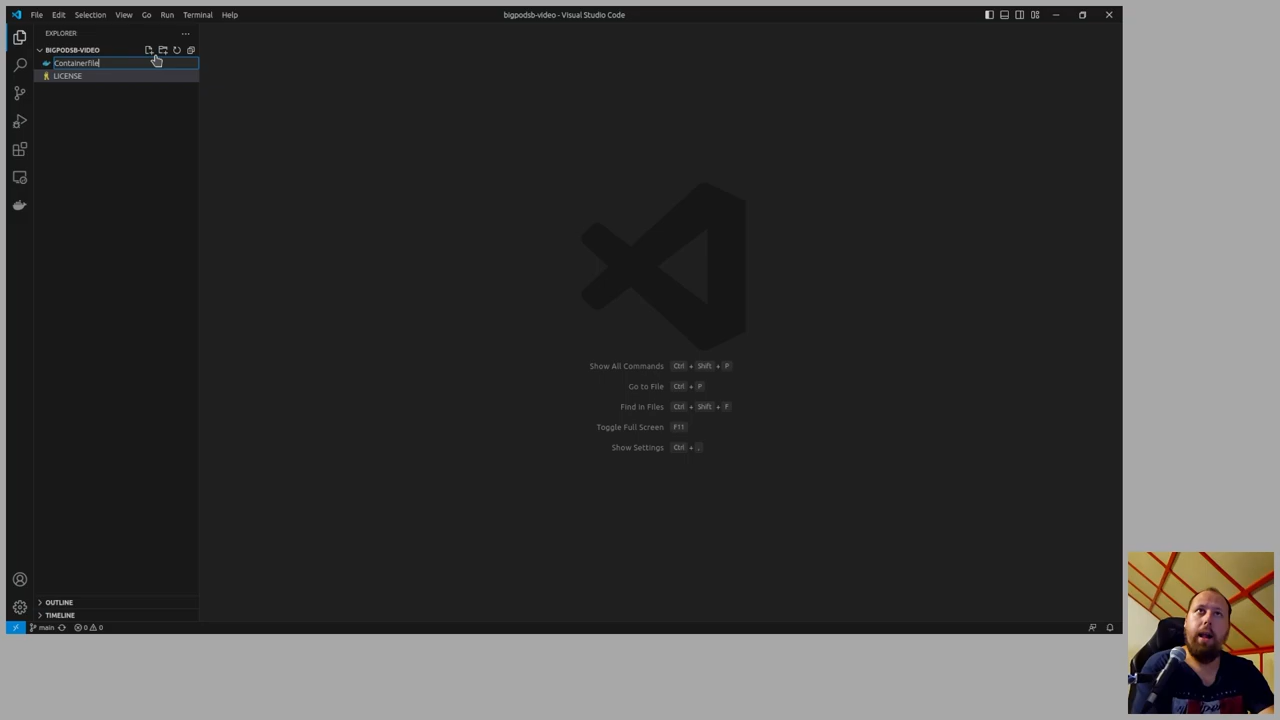 File Edit Selection View Go Run Terminal Help
bigpodsb-video - Visual Studio Code
EXPLORER
BIGPODSB-VIDEO
Containerfile
LICENSE
Show All Commands Ctrl + Shift + P
Go to File Ctrl + P
Find in Files Ctrl + Shift + F
Toggle Full Screen F11
Show Settings Ctrl + ,
OUTLINE
TIMELINE
main 0 0